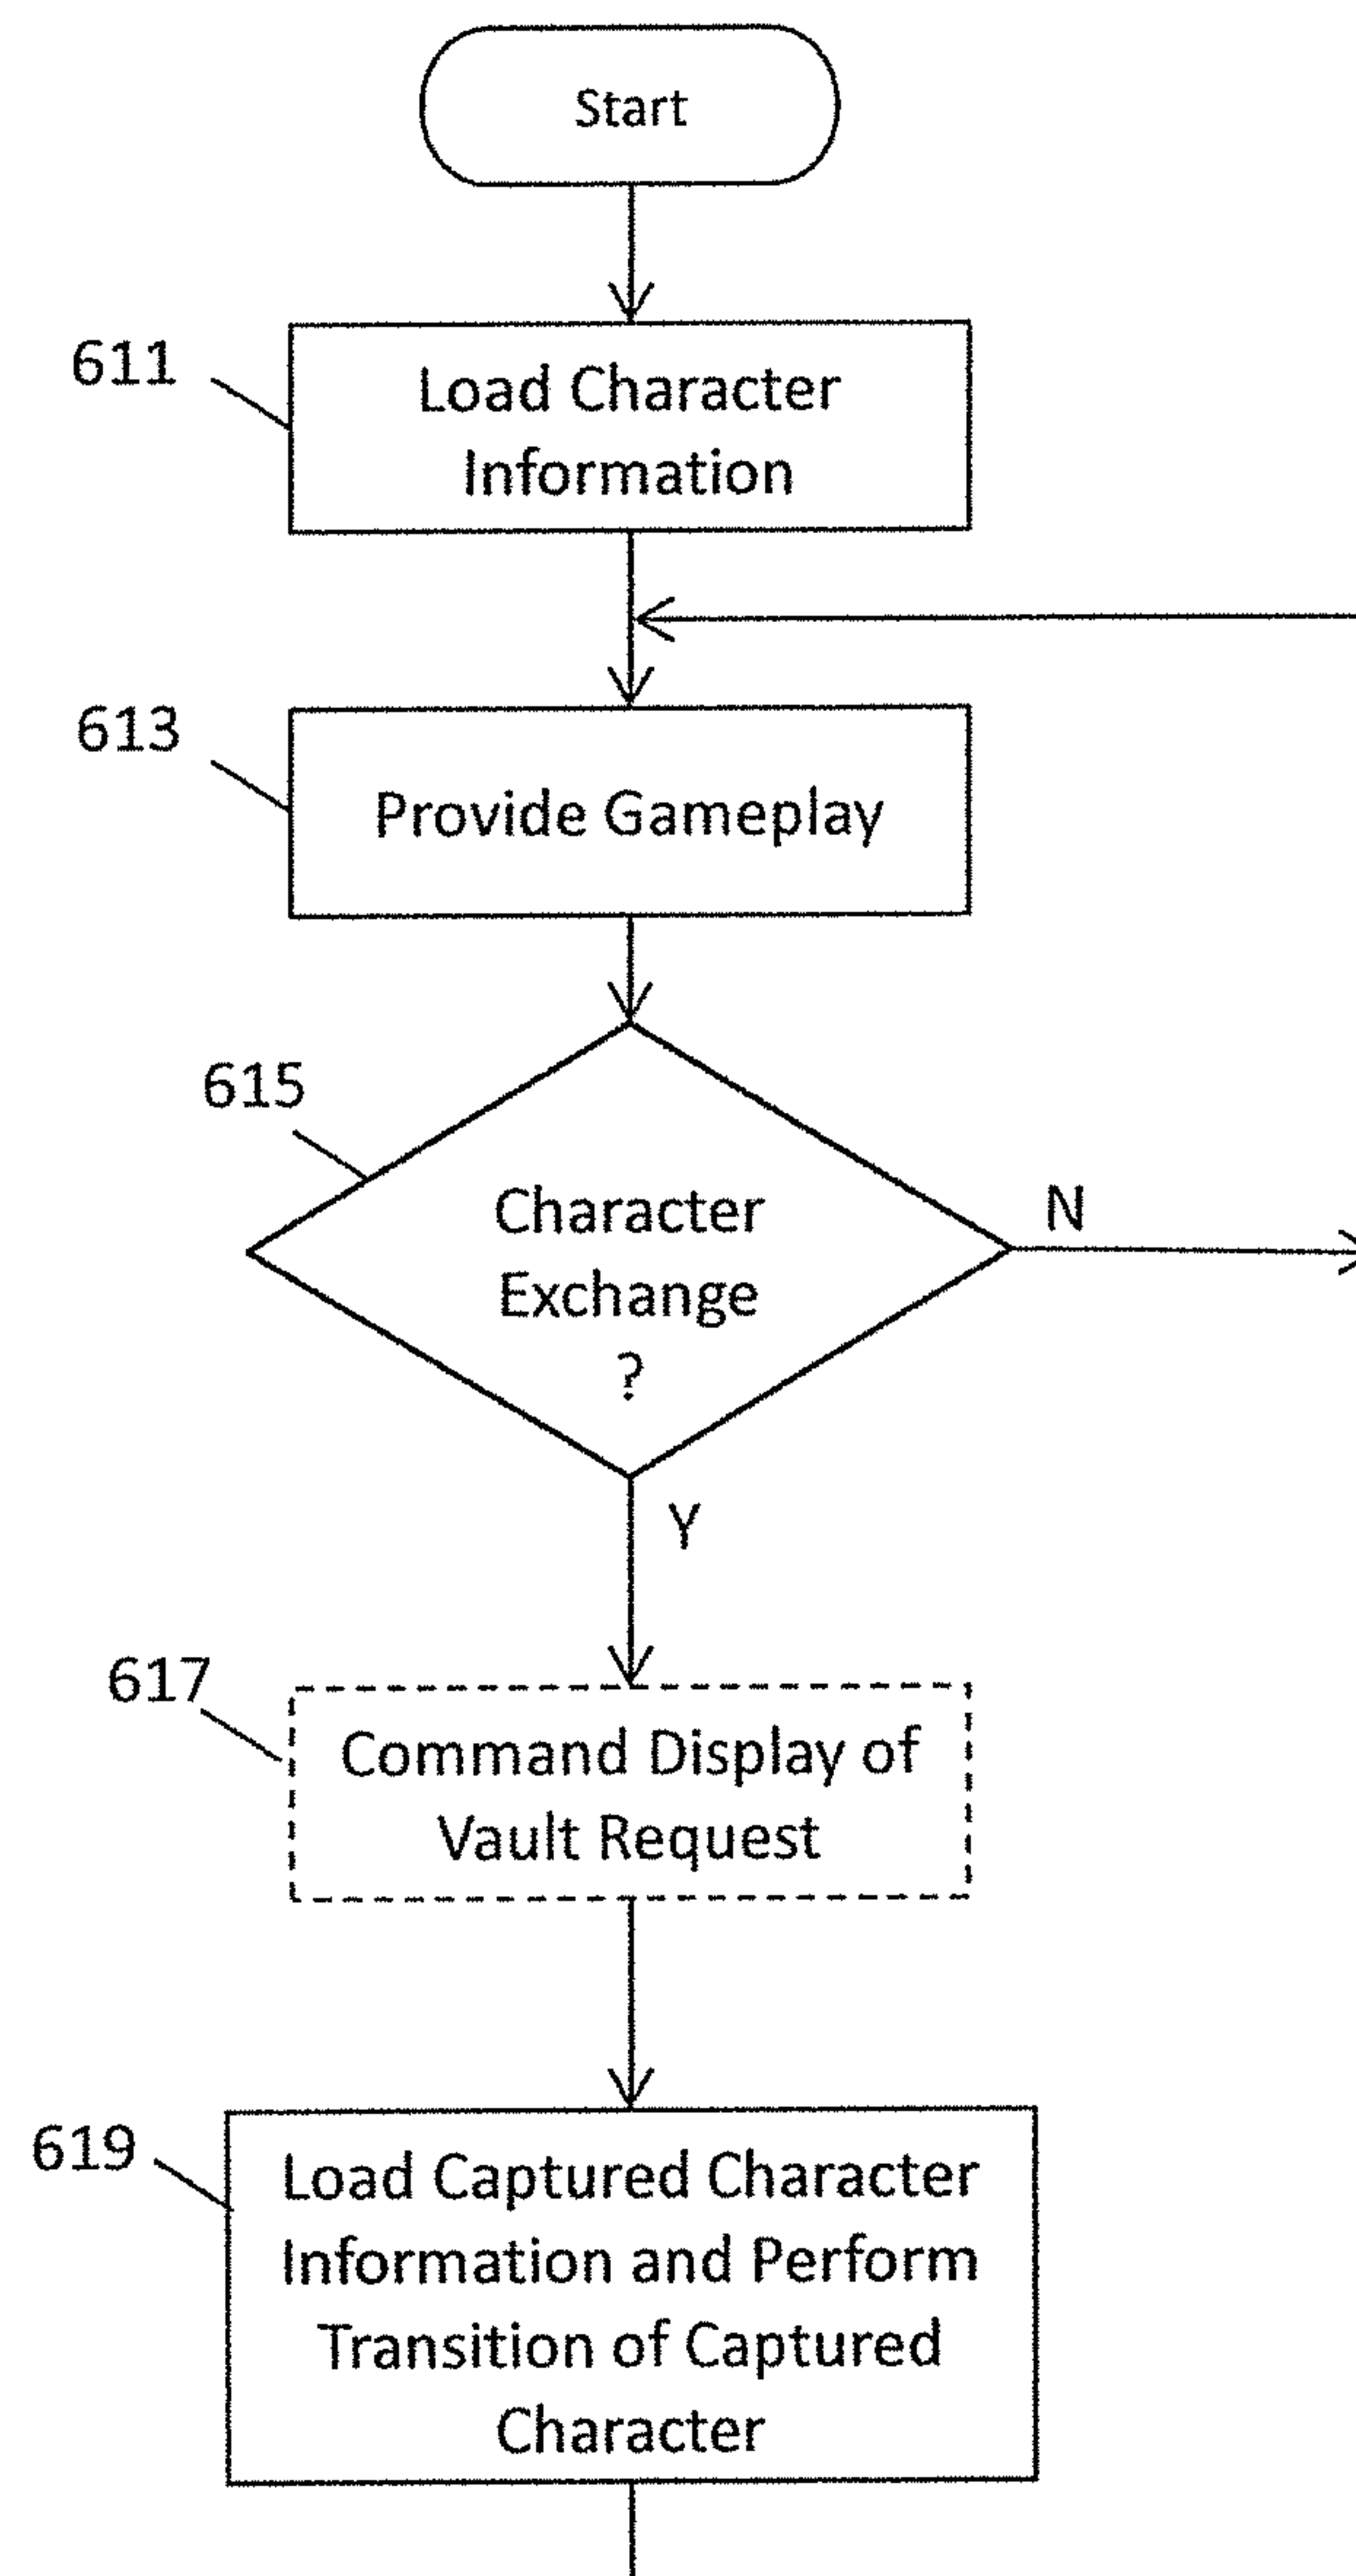 Start
611
Load Character
Information
613
Provide Gameplay
615
Character
Exchange
?
N
Y
617
Command Display of
Vault Request
619
Load Captured Character
Information and Perform
Transition of Captured
Character